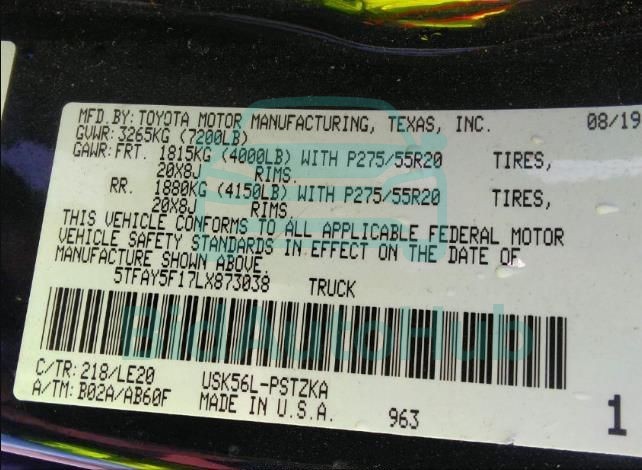 MFD.BY: TOYOTA MOTOR MANUFACTURING, TEXAS, INC. 08/19
GVWR: 3265KG (7200LB)
GAWR: FRT. 1815KG (4000LB) WITH P275/55R20 TIRES,
20X8J RIMS.
RR. 1880KG (4150LB) WITH P275/55R20 TIRES,
20X8J RIMS.
THIS VEHICLE CONFORMS TO ALL APPLICABLE FEDERAL MOTOR
VEHICLE SAFETY STANDARDS IN EFFECT ON THE DATE OF
MANUFACTURE SHOWN ABOVE.
5TFAY5F17LX873038 TRUCK
BidAutoHub
C/TR: 218/LE20 USK56L-PSTZKA
A/TM: B02A/AB60F MADE IN U.S.A. 963 1